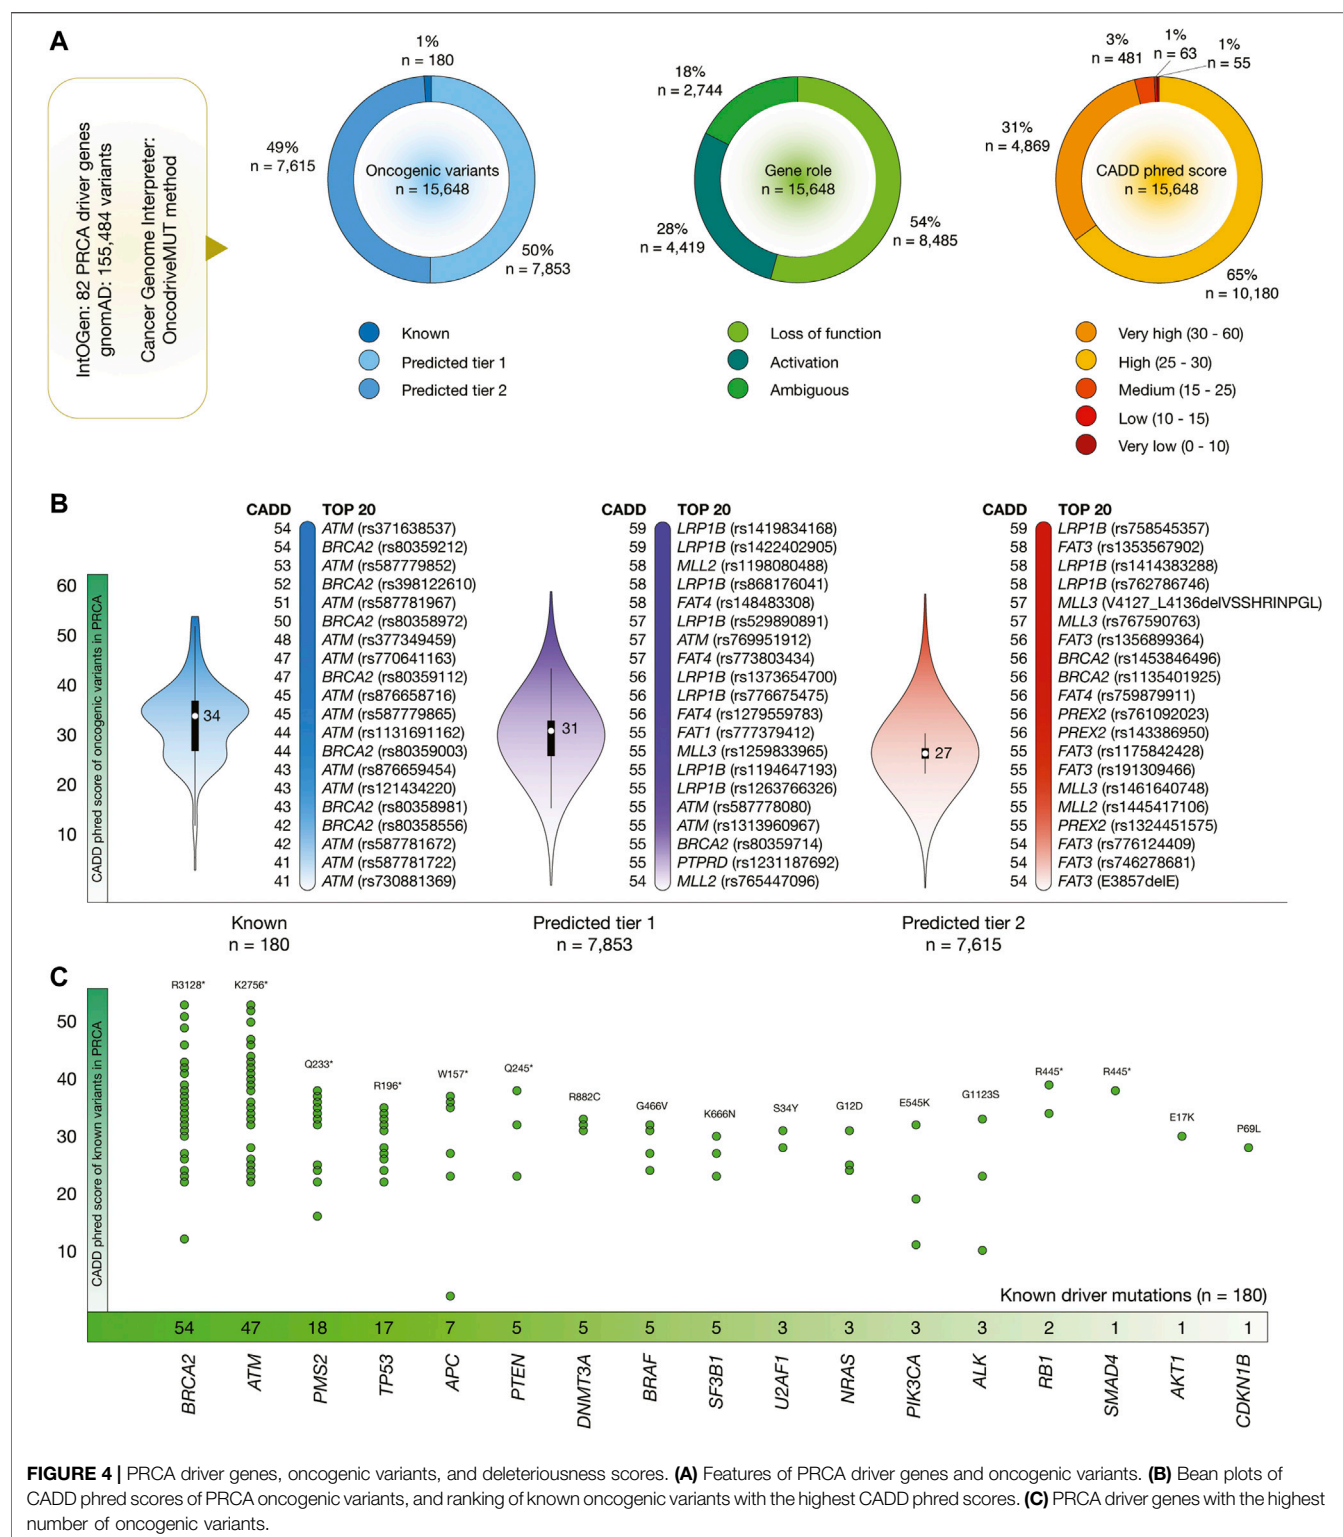 A
IntOGen: 82 PRCA driver genes
gnomAD: 155,484 variants
Cancer Genome Interpreter:
OncodriveMUT method
1%
n = 180
49%
n = 7,615
Oncogenic variants
n = 15,648
50%
n = 7,853
Known
Predicted tier 1
Predicted tier 2
18%
n = 2,744
Gene role
n = 15,648
28%
n = 4,419
54%
n = 8,485
Loss of function
Activation
Ambiguous
3%
n = 481
1%
n = 63
1%
n = 55
31%
n = 4,869
CADD phred score
n = 15,648
65%
n = 10,180
Very high (30 - 60)
High (25 - 30)
Medium (15 - 25)
Low (10 - 15)
Very low (0 - 10)
B
CADD phred score of oncogenic variants in PRCA
60
50
40
30
20
10
34
CADD TOP 20
54 ATM (rs371638537)
54 BRCA2 (rs80359212)
53 ATM (rs587779852)
52 BRCA2 (rs398122610)
51 ATM (rs587781967)
50 BRCA2 (rs80358972)
48 ATM (rs377349459)
47 ATM (rs770641163)
47 BRCA2 (rs80359112)
45 ATM (rs876658716)
45 ATM (rs587779865)
44 ATM (rs1131691162)
44 BRCA2 (rs80359003)
43 ATM (rs876659454)
43 ATM (rs121434220)
43 BRCA2 (rs80358981)
42 BRCA2 (rs80358556)
42 ATM (rs587781672)
41 ATM (rs587781722)
41 ATM (rs730881369)
Known
n = 180
31
CADD TOP 20
59 LRP1B (rs1419834168)
59 LRP1B (rs1422402905)
58 MLL2 (rs1198080488)
58 LRP1B (rs868176041)
58 FAT4 (rs148483308)
57 LRP1B (rs529890891)
57 ATM (rs769951912)
57 FAT4 (rs773803434)
56 LRP1B (rs1373654700)
56 LRP1B (rs776675475)
56 FAT4 (rs1279559783)
55 FAT1 (rs777379412)
55 MLL3 (rs1259833965)
55 LRP1B (rs1194647193)
55 LRP1B (rs1263766326)
55 ATM (rs587778080)
55 ATM (rs1313960967)
55 BRCA2 (rs80359714)
55 PTPRD (rs1231187692)
54 MLL2 (rs765447096)
Predicted tier 1
n = 7,853
27
CADD TOP 20
59 LRP1B (rs758545357)
58 FAT3 (rs1353567902)
58 LRP1B (rs1414383288)
58 LRP1B (rs762786746)
57 MLL3 (V4127_L4136delVSSHRINPGL)
57 MLL3 (rs767590763)
56 FAT3 (rs1356899364)
56 BRCA2 (rs1453846496)
56 BRCA2 (rs1135401925)
56 FAT4 (rs759879911)
56 PREX2 (rs761092023)
56 PREX2 (rs143386950)
55 FAT3 (rs1175842428)
55 FAT3 (rs191309466)
55 MLL3 (rs1461640748)
55 MLL2 (rs1445417106)
55 PREX2 (rs1324451575)
54 FAT3 (rs776124409)
54 FAT3 (rs746278681)
54 FAT3 (E3857delE)
Predicted tier 2
n = 7,615
C
CADD phred score of known variants in PRCA
50
40
30
20
10
R3128* K2756* Q233* R196* W157* Q245* R882C G466V K666N S34Y G12D E545K G1123S R445* R445* E17K P69L
Known driver mutations (n = 180)
54 47 18 17 7 5 5 5 5 3 3 3 3 2 1 1 1
BRCA2 ATM PMS2 TP53 APC PTEN DNMT3A BRAF SF3B1 U2AF1 NRAS PIK3CA ALK RB1 SMAD4 AKT1 CDKN1B
FIGURE 4 | PRCA driver genes, oncogenic variants, and deleteriousness scores. (A) Features of PRCA driver genes and oncogenic variants. (B) Bean plots of
CADD phred scores of PRCA oncogenic variants, and ranking of known oncogenic variants with the highest CADD phred scores. (C) PRCA driver genes with the highest
number of oncogenic variants.